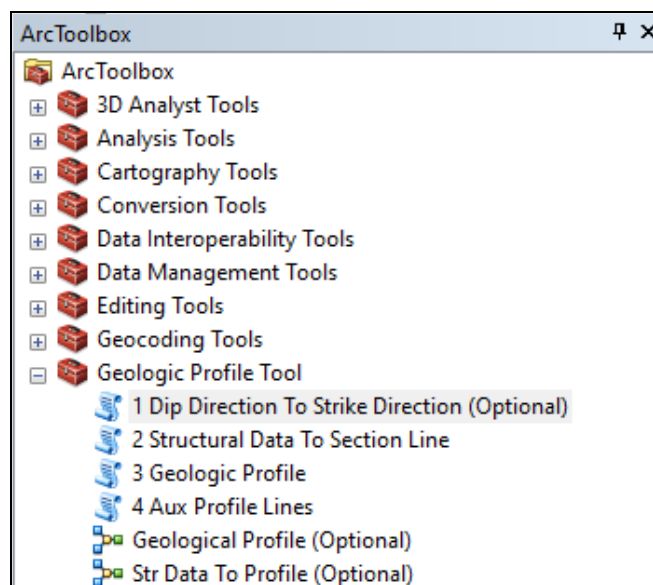 ArcToolbox
ArcToolbox
3D Analyst Tools
Analysis Tools
Cartography Tools
Conversion Tools
Data Interoperability Tools
Data Management Tools
Editing Tools
Geocoding Tools
Geologic Profile Tool
1 Dip Direction To Strike Direction (Optional)
2 Structural Data To Section Line
3 Geologic Profile
4 Aux Profile Lines
Geological Profile (Optional)
Str Data To Profile (Optional)